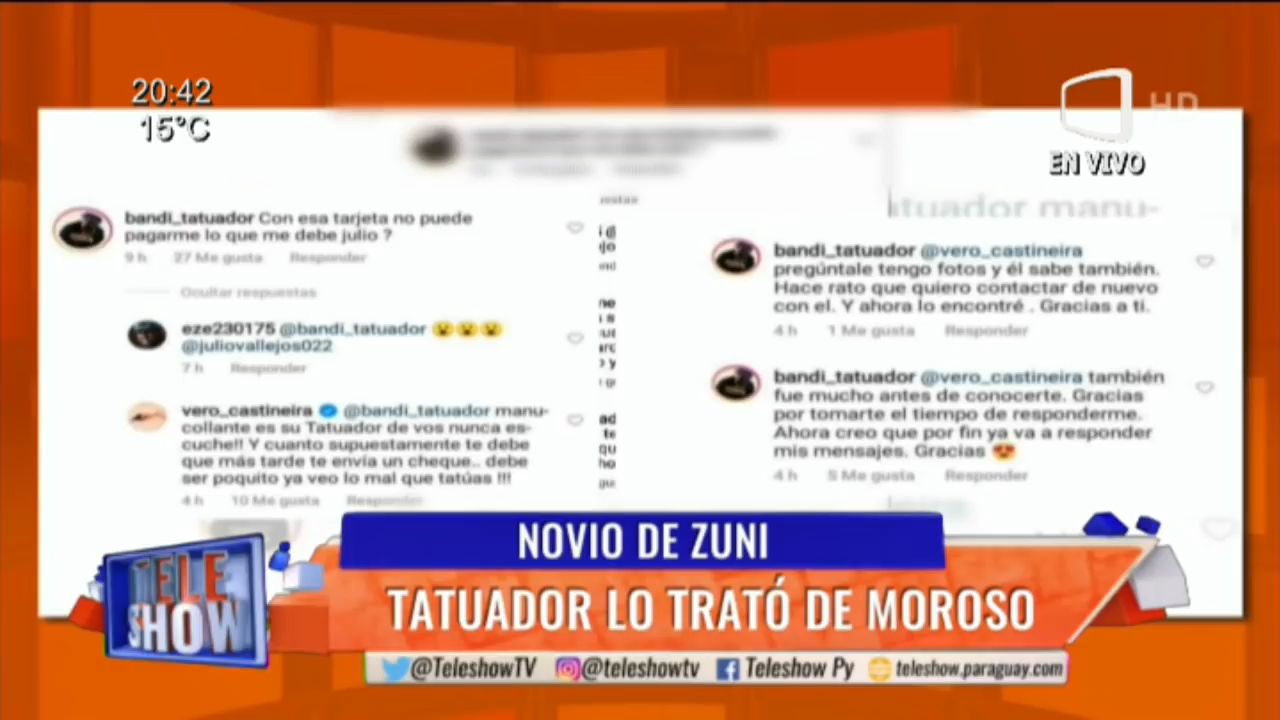 20:42
15°C
HD
EN VIVO
ustas
tuador manu-
bandi_tatuador Con esa tarjeta no puede
pagarme lo que me debe julio ?
9 h 27 Me gusta Responder
Ocultar respuestas
eze230175 @bandi_tatuador 😮😮😮
@juliovallejos022
7 h Responder
vero_castineira @bandi_tatuador manu-
collante es su Tatuador de vos nunca es-
cuche!! Y cuanto supuestamente te debe
que más tarde te envía un cheque.. debe
ser poquito ya veo lo mal que tatúas !!!
4 h 10 Me gusta Responder
bandi_tatuador @vero_castineira
pregúntale tengo fotos y él sabe también.
Hace rato que quiero contactar de nuevo
con el. Y ahora lo encontré . Gracias a ti.
4 h 1 Me gusta Responder
bandi_tatuador @vero_castineira también
fue mucho antes de conocerte. Gracias
por tomarte el tiempo de responderme.
Ahora creo que por fin ya va a responder
mis mensajes. Gracias 😍
4 h 5 Me gusta Responder
NOVIO DE ZUNI
TELE
SHOW
TATUADOR LO TRATÓ DE MOROSO
@TeleshowTV @teleshowtv Teleshow Py teleshow.paraguay.com